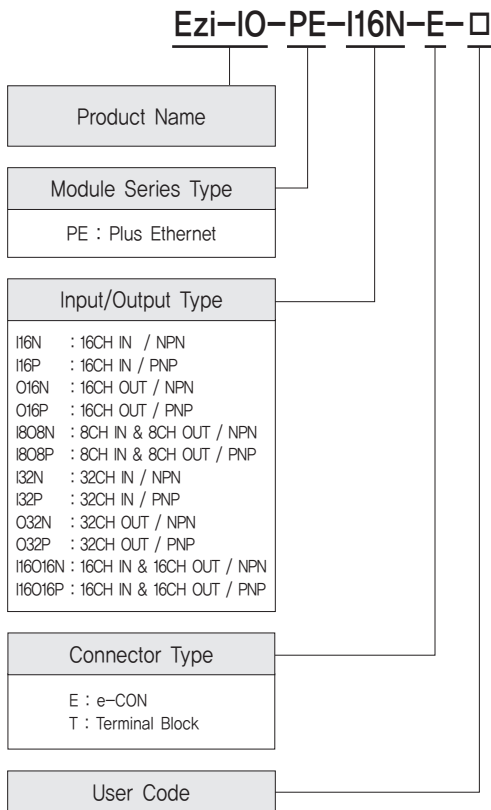 Ezi-IO-PE-I16N-E-□
Product Name
Module Series Type
PE : Plus Ethernet
Input/Output Type
I16N : 16CH IN / NPN
I16P : 16CH IN / PNP
O16N : 16CH OUT / NPN
O16P : 16CH OUT / PNP
I8O8N : 8CH IN & 8CH OUT / NPN
I8O8P : 8CH IN & 8CH OUT / PNP
I32N : 32CH IN / NPN
I32P : 32CH IN / PNP
O32N : 32CH OUT / NPN
O32P : 32CH OUT / PNP
I16O16N : 16CH IN & 16CH OUT / NPN
I16O16P : 16CH IN & 16CH OUT / PNP
Connector Type
E : e-CON
T : Terminal Block
User Code